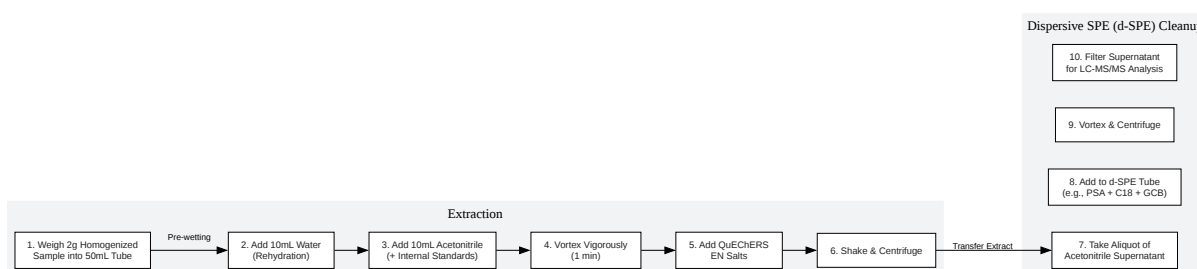 Dispersive SPE (d-SPE) Cleanup
10. Filter Supernatant
for LC-MS/MS Analysis
9. Vortex & Centrifuge
8. Add to d-SPE Tube
(e.g., PSA + C18 + GCB)
Extraction
1. Weigh 2g Homogenized
Sample into 50mL Tube
Pre-wetting
2. Add 10mL Water
(Rehydration)
3. Add 10mL Acetonitrile
(+ Internal Standards)
4. Vortex Vigorously
(1 min)
5. Add QuEChERS
EN Salts
6. Shake & Centrifuge
Transfer Extract
7. Take Aliquot of
Acetonitrile Supernatant